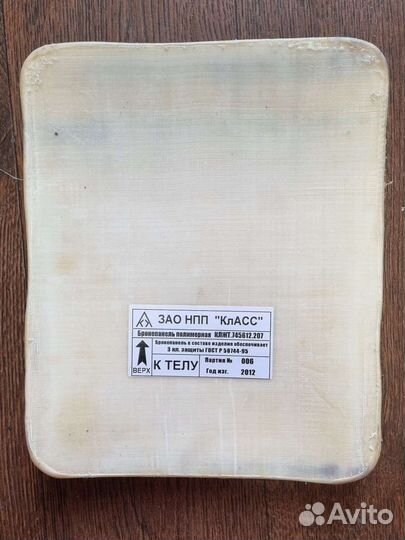 ЗАО НПП "КлАСС"
Бронепанель полимерная КЛЖТ.745612.207
Бронепанель в составе изделия обеспечивает
3 кл. защиты ГОСТ Р 50744-95
ВЕРХ
К ТЕЛУ
Партия № 006
Год изг. 2012
Avito